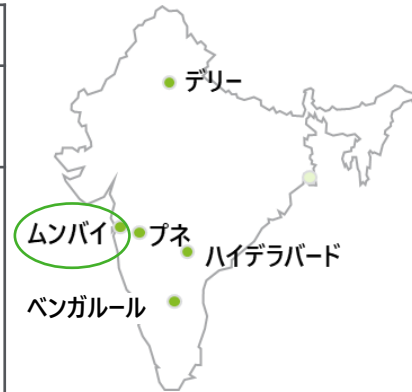 デリー
ムンバイ
プネ
ハイデラバード
ベンガルール